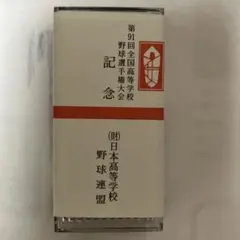 第91回全国高等学校
野球選手権大会
記念
(財)日本高等学校
野球連盟